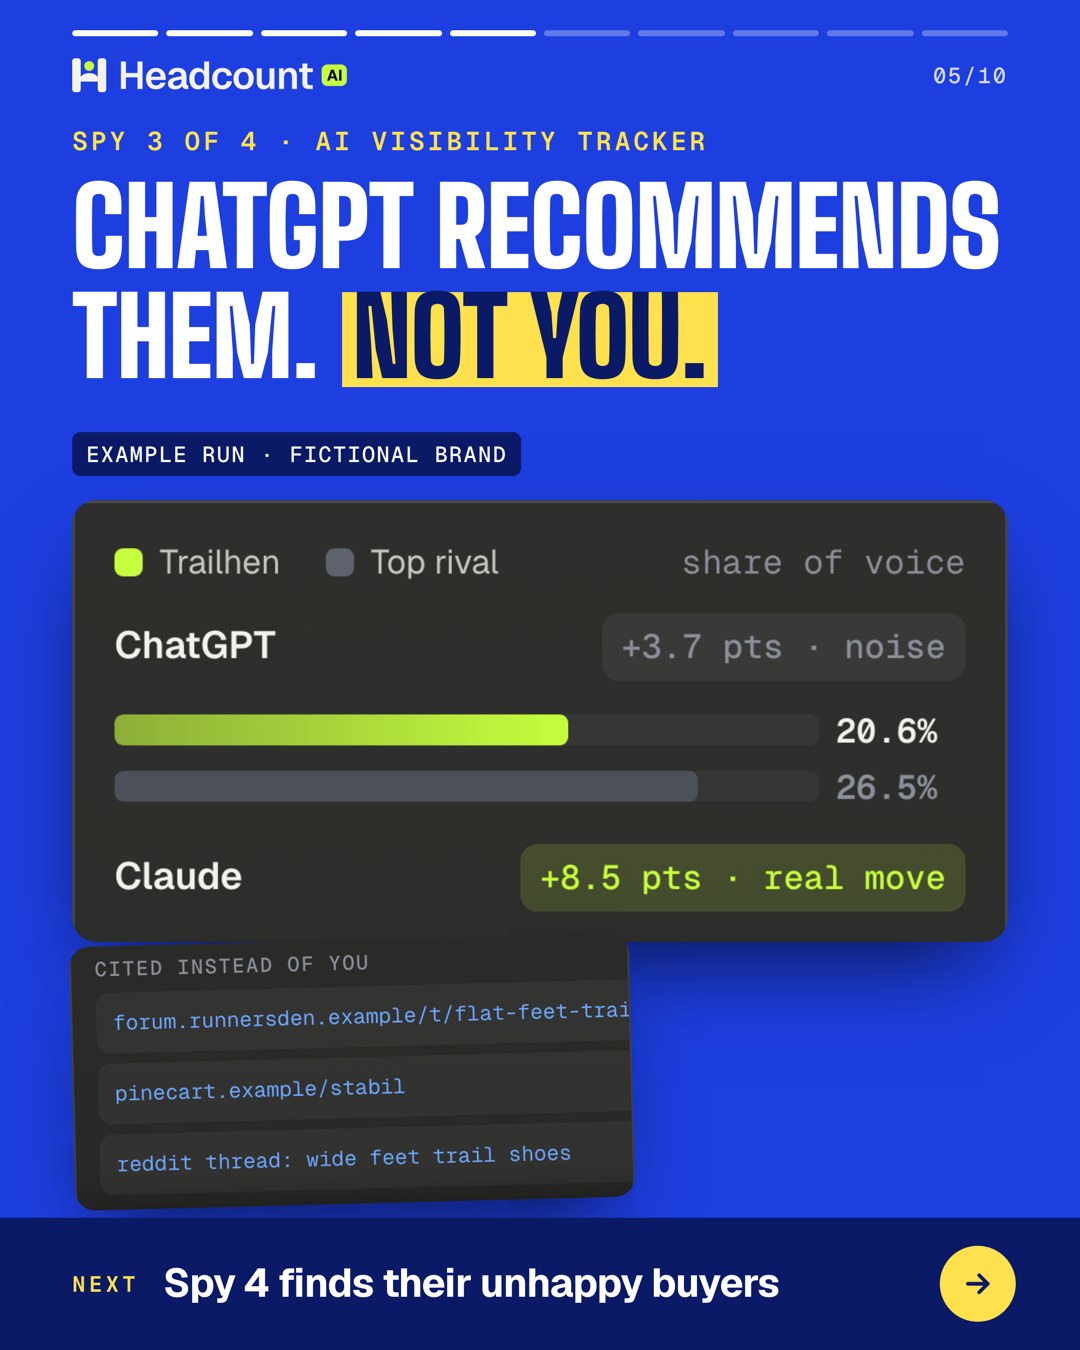 Headcount AI
05/10
SPY 3 OF 4 · AI VISIBILITY TRACKER
CHATGPT RECOMMENDS
THEM. NOT YOU.
EXAMPLE RUN · FICTIONAL BRAND
Trailhen
Top rival
share of voice
ChatGPT
+3.7 pts · noise
20.6%
26.5%
Claude
+8.5 pts · real move
CITED INSTEAD OF YOU
forum.runnersden.example/t/flat-feet-trai
pinecart.example/stabil
reddit thread: wide feet trail shoes
NEXT Spy 4 finds their unhappy buyers